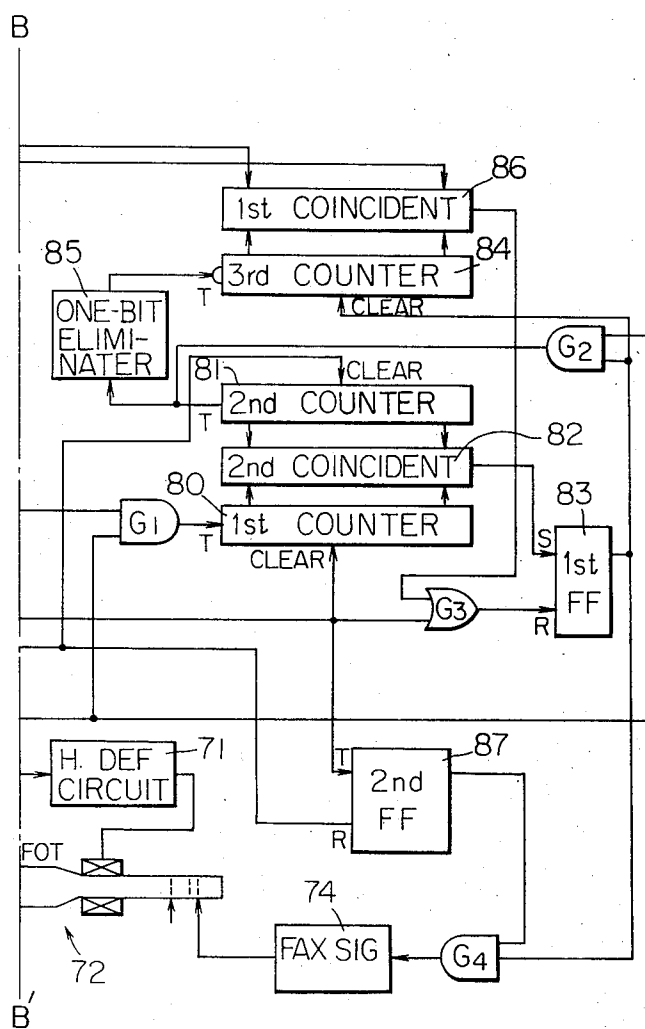 B
86
1st COINCIDENT
85
84
3rd COUNTER
T
CLEAR
ONE-BIT
ELIMI-
NATER
G2
81
CLEAR
2nd COUNTER
T
82
2nd COINCIDENT
80
83
G1
1st COUNTER
T
CLEAR
S
1st
FF
G3
R
71
H. DEF
CIRCUIT
T
87
2nd
FF
R
FOT
74
FAX SIG
G4
72
B'